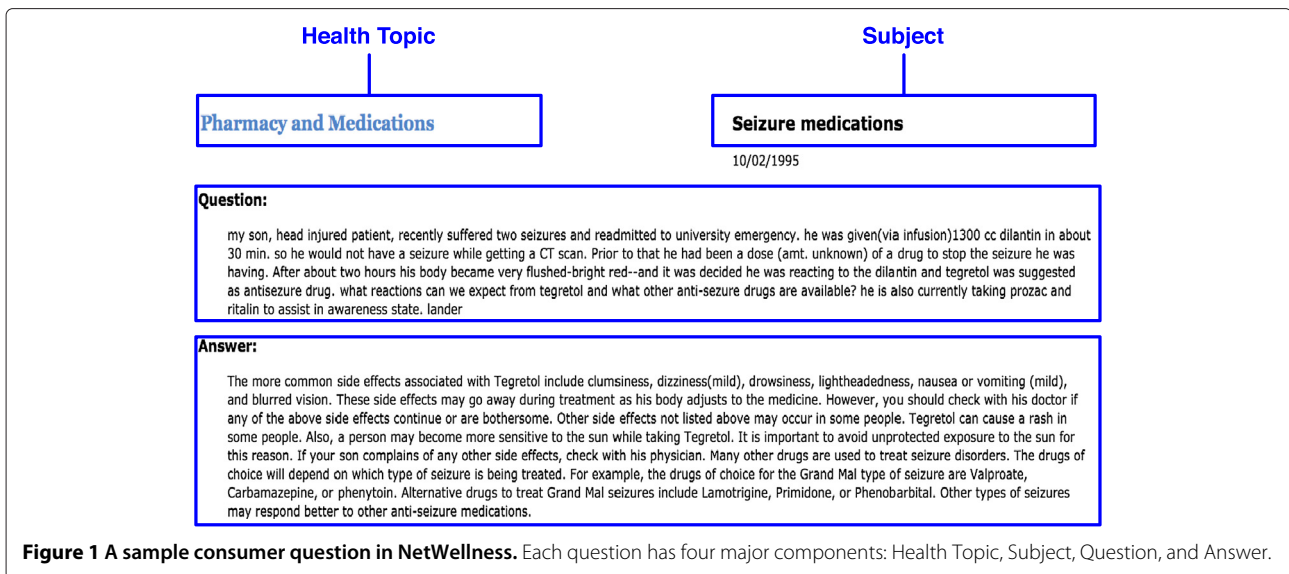 Health Topic
Subject
Pharmacy and Medications
Seizure medications
10/02/1995
Question:
my son, head injured patient, recently suffered two seizures and readmitted to university emergency. he was given(via infusion)1300 cc dilantin in about
30 min. so he would not have a seizure while getting a CT scan. Prior to that he had been a dose (amt. unknown) of a drug to stop the seizure he was
having. After about two hours his body became very flushed-bright red--and it was decided he was reacting to the dilantin and tegretol was suggested
as antisezure drug. what reactions can we expect from tegretol and what other anti-sezure drugs are available? he is also currently taking prozac and
ritalin to assist in awareness state. lander
Answer:
The more common side effects associated with Tegretol include clumsiness, dizziness(mild), drowsiness, lightheadedness, nausea or vomiting (mild),
and blurred vision. These side effects may go away during treatment as his body adjusts to the medicine. However, you should check with his doctor if
any of the above side effects continue or are bothersome. Other side effects not listed above may occur in some people. Tegretol can cause a rash in
some people. Also, a person may become more sensitive to the sun while taking Tegretol. It is important to avoid unprotected exposure to the sun for
this reason. If your son complains of any other side effects, check with his physician. Many other drugs are used to treat seizure disorders. The drugs of
choice will depend on which type of seizure is being treated. For example, the drugs of choice for the Grand Mal type of seizure are Valproate,
Carbamazepine, or phenytoin. Alternative drugs to treat Grand Mal seizures include Lamotrigine, Primidone, or Phenobarbital. Other types of seizures
may respond better to other anti-seizure medications.
Figure 1 A sample consumer question in NetWellness. Each question has four major components: Health Topic, Subject, Question, and Answer.